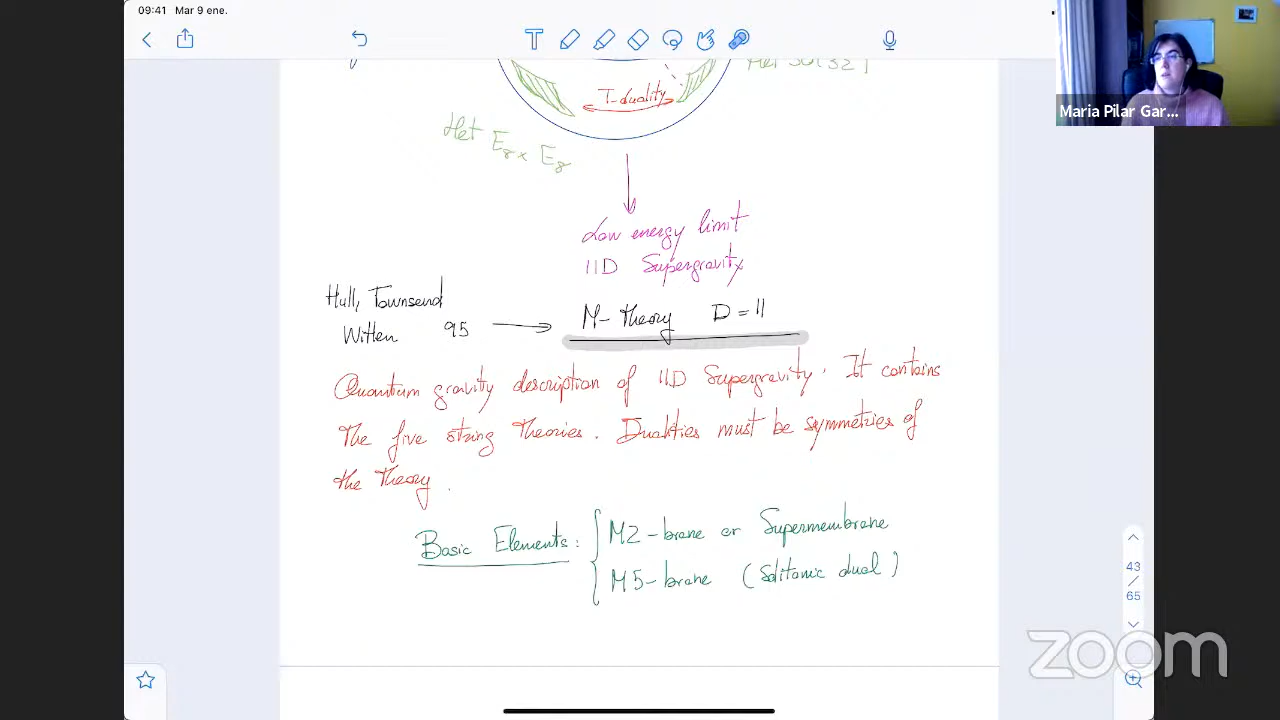 09:41 Mar 9 ene.
Maria Pilar Gar...
T-duality
Het E8 x E8
Low energy limit
11D Supergravity
Hull, Townsend
Witten 95
M-Theory D=11
Quantum gravity description of 11D Supergravity. It contains
The five string Theories. Dualities must be symmetries of
the Theory.
Basic Elements:
M2-brane or Supermembrane
M5-brane (Solitonic dual)
43
/
65
zoom